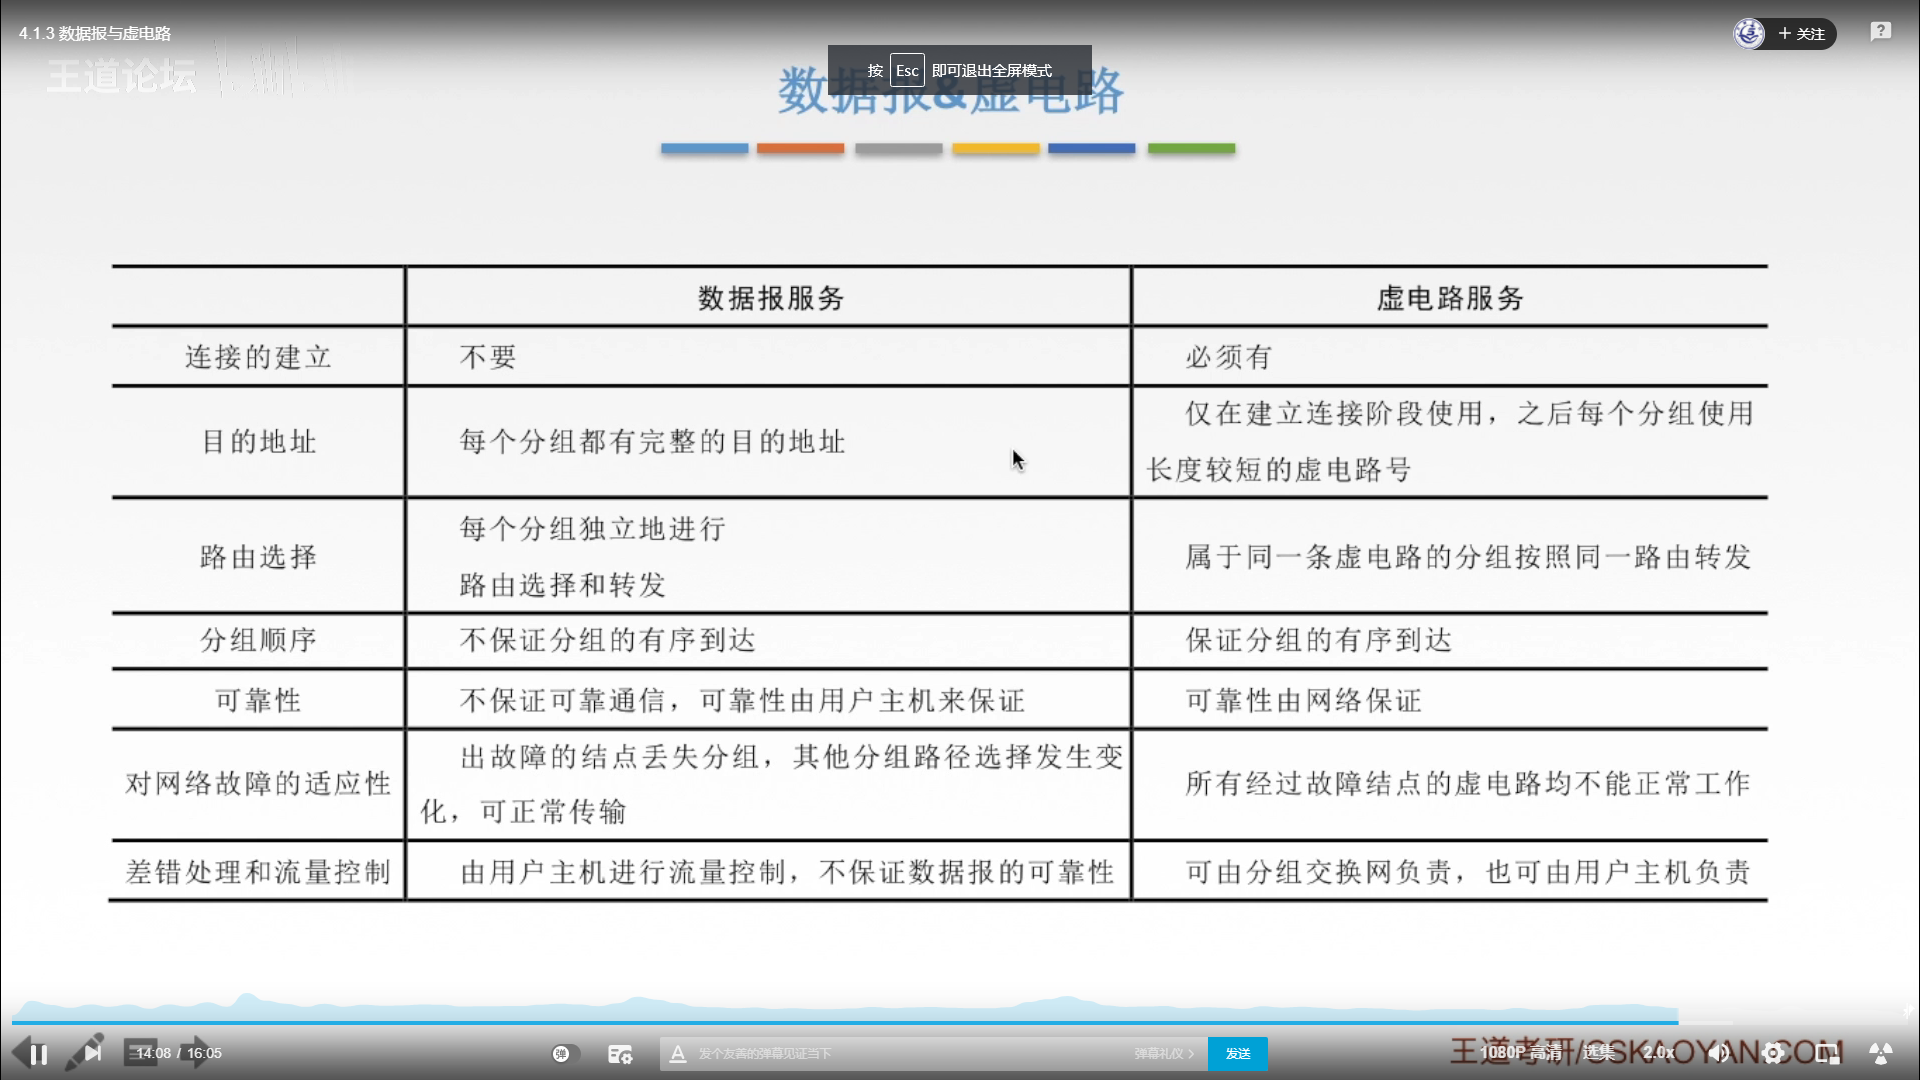 4.1.3 数据报与虚电路
关注
王道论坛
按 Esc 即可退出全屏模式
数据报&虚电路
数据报服务
虚电路服务
连接的建立
不要
必须有
目的地址
每个分组都有完整的目的地址
仅在建立连接阶段使用，之后每个分组使用
长度较短的虚电路号
路由选择
每个分组独立地进行
路由选择和转发
属于同一条虚电路的分组按照同一路由转发
分组顺序
不保证分组的有序到达
保证分组的有序到达
可靠性
不保证可靠通信，可靠性由用户主机来保证
可靠性由网络保证
对网络故障的适应性
出故障的结点丢失分组，其他分组路径选择发生变
化，可正常传输
所有经过故障结点的虚电路均不能正常工作
差错处理和流量控制
由用户主机进行流量控制，不保证数据报的可靠性
可由分组交换网负责，也可由用户主机负责
14:08 / 16:05
弹
A
发个友善的弹幕见证当下
弹幕礼仪
发送
1080P 高清
选集
2.0x
王道考研/CSKAOYAN.COM